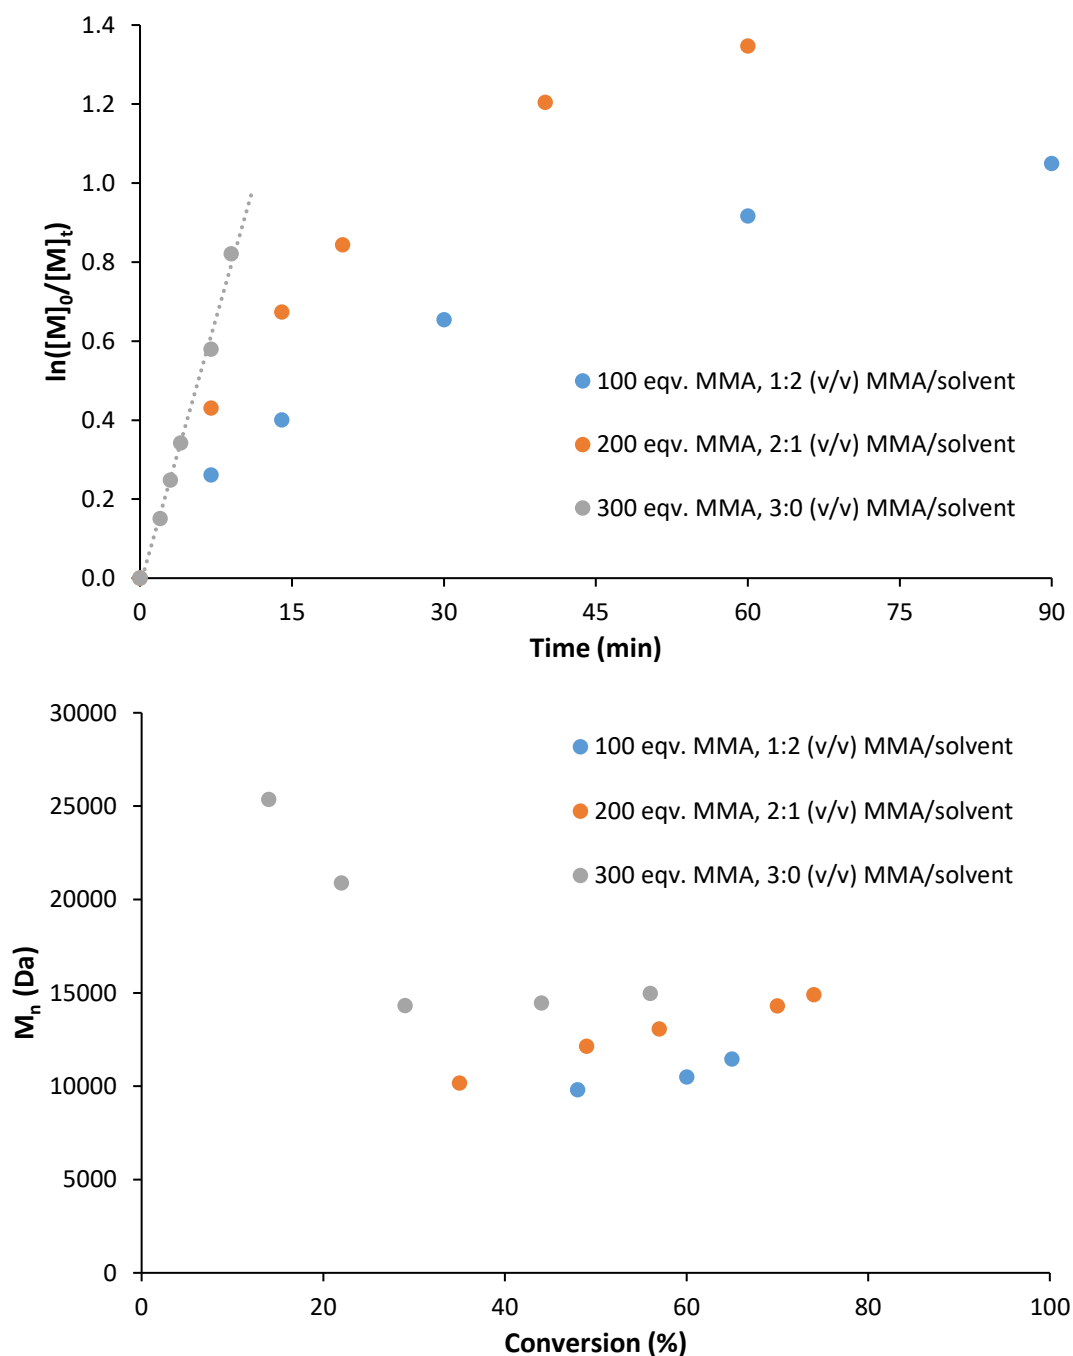 1.4
1.2
1.0
0.8
0.6
0.4
0.2
0.0
ln([M]0/[M]t)
100 eqv. MMA, 1:2 (v/v) MMA/solvent
200 eqv. MMA, 2:1 (v/v) MMA/solvent
300 eqv. MMA, 3:0 (v/v) MMA/solvent
0 15 30 45 60 75 90
Time (min)
30000
25000
20000
15000
10000
5000
0
Mn (Da)
100 eqv. MMA, 1:2 (v/v) MMA/solvent
200 eqv. MMA, 2:1 (v/v) MMA/solvent
300 eqv. MMA, 3:0 (v/v) MMA/solvent
0 20 40 60 80 100
Conversion (%)